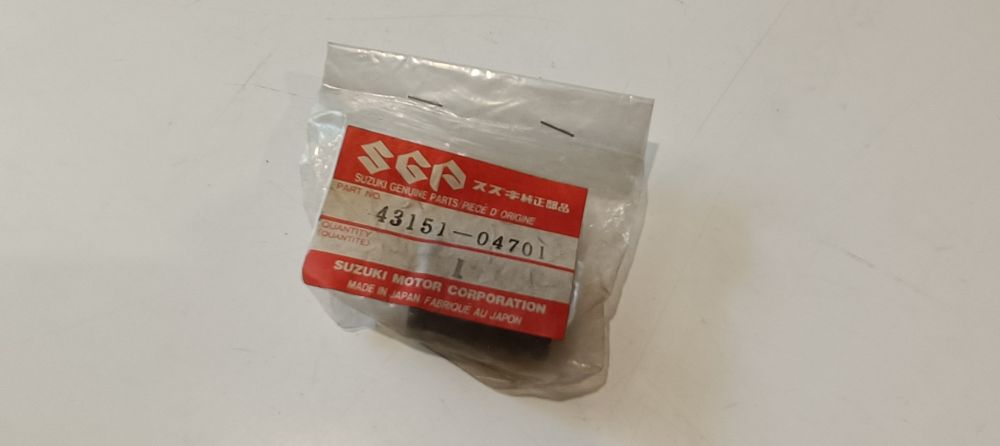 SGP スズキ純正部品
SUZUKI GENUINE PARTS PIECE D'ORIGINE
PART NO.
43151-04701
QUANTITY
(QUANTITE)
1
SUZUKI MOTOR CORPORATION
MADE IN JAPAN FABRIQUÉ AU JAPON